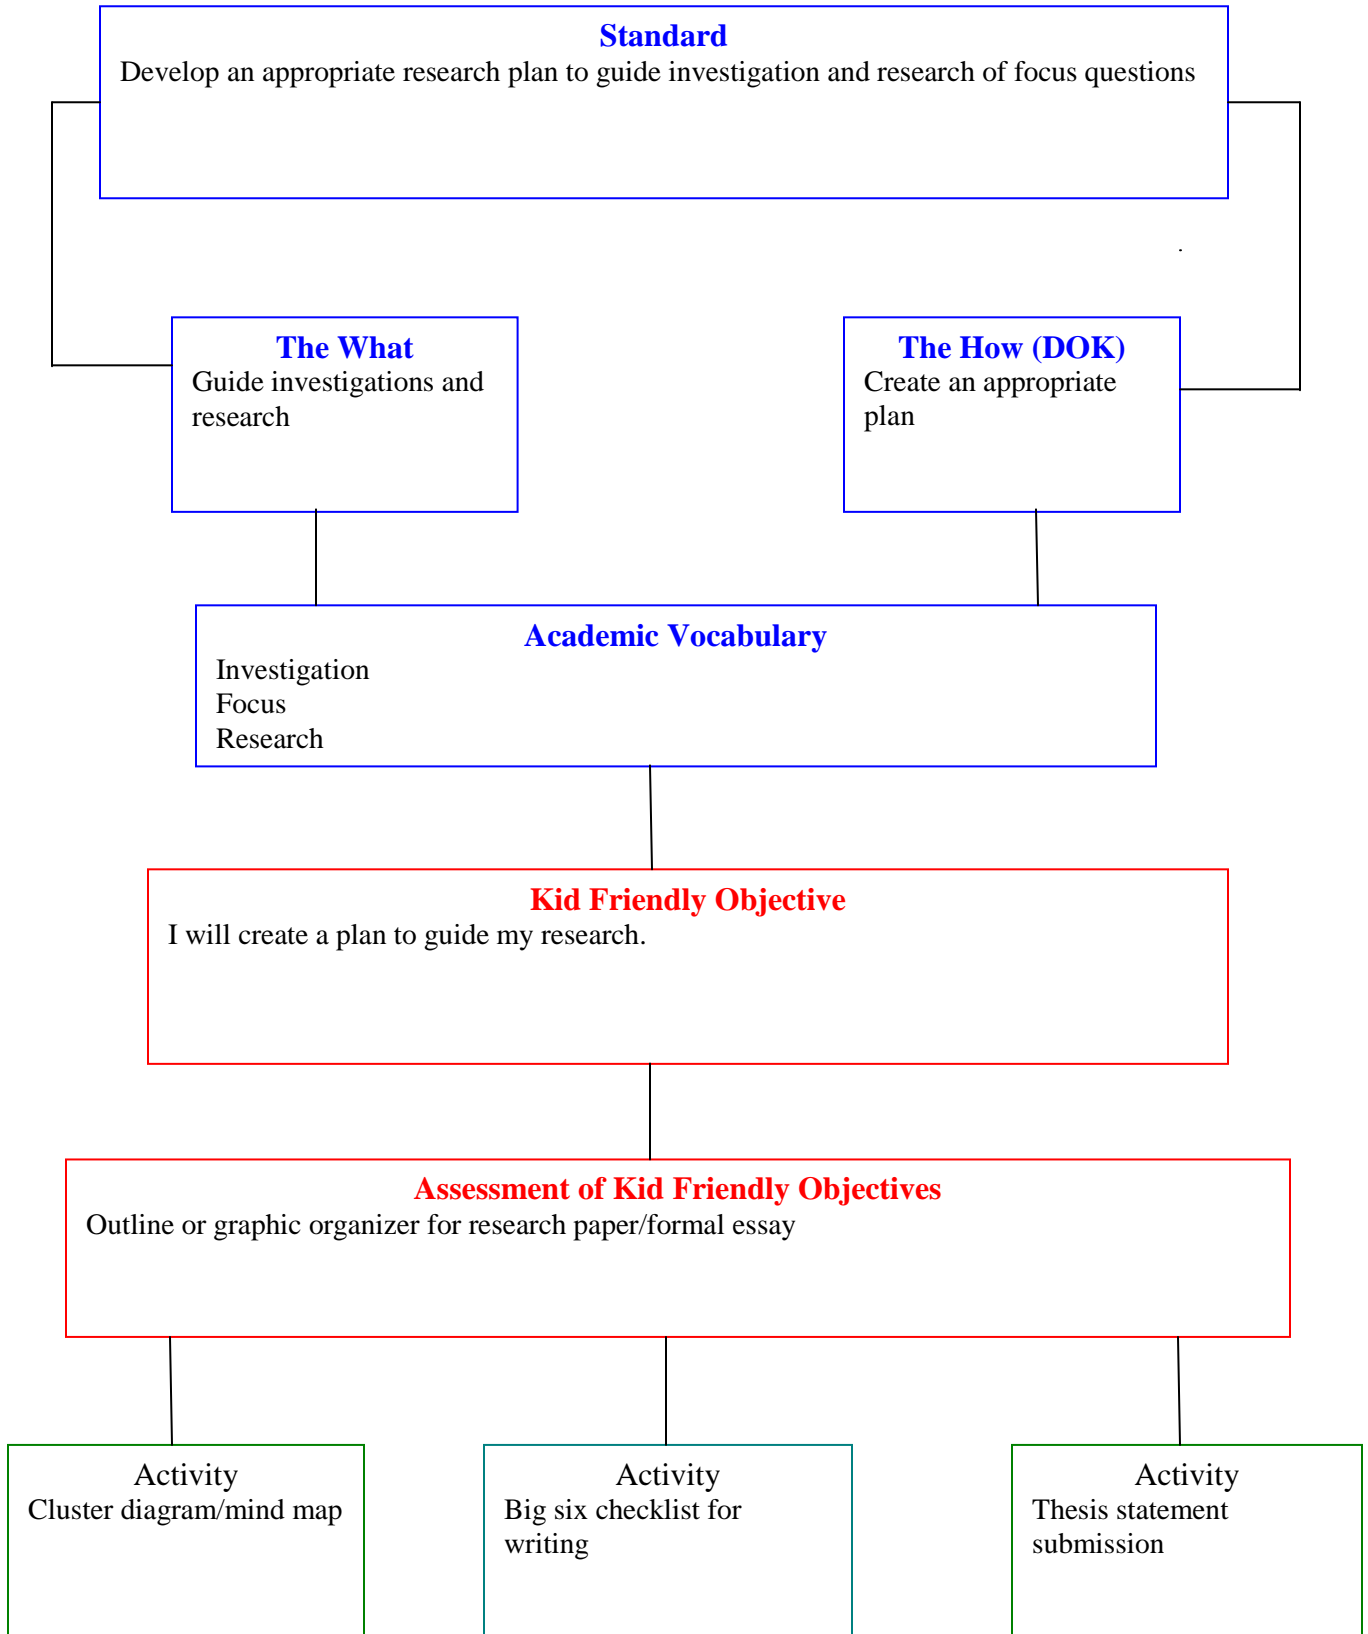 Standard
Develop an appropriate research plan to guide investigation and research of focus questions
The What
Guide investigations and
research
The How (DOK)
Create an appropriate
plan
Academic Vocabulary
Investigation
Focus
Research
Kid Friendly Objective
I will create a plan to guide my research.
Assessment of Kid Friendly Objectives
Outline or graphic organizer for research paper/formal essay
Activity
Cluster diagram/mind map
Activity
Big six checklist for
writing
Activity
Thesis statement
submission